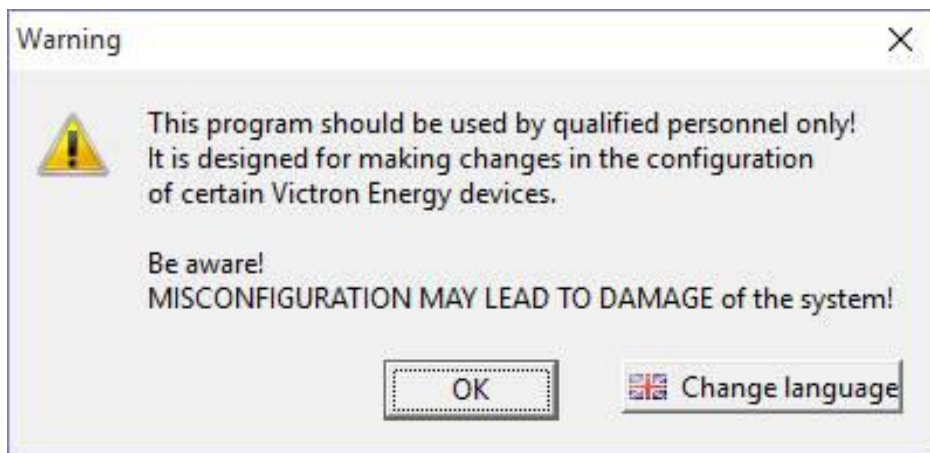 Warning
This program should be used by qualified personnel only!
It is designed for making changes in the configuration
of certain Victron Energy devices.
Be aware!
MISCONFIGURATION MAY LEAD TO DAMAGE of the system!
OK
Change language